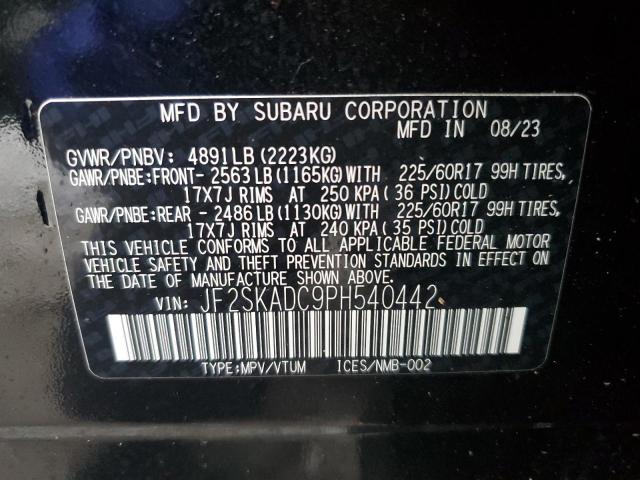 MFD BY SUBARU CORPORATION
MFD IN 08/23
GVWR/PNBV: 4891LB(2223KG)
GAWR/PNBE:FRONT- 2563LB(1165KG)WITH 225/60R17 99H TIRES,
17X7J RIMS AT 250 KPA(36 PSI)COLD
GAWR/PNBE:REAR - 2486LB(1130KG)WITH 225/60R17 99H TIRES,
17X7J RIMS AT 240 KPA(35 PSI)COLD
THIS VEHICLE CONFORMS TO ALL APPLICABLE FEDERAL MOTOR
VEHICLE SAFETY AND THEFT PREVENTION STANDARDS IN EFFECT
ON THE DATE OF MANUFACTURE SHOWN ABOVE.
VIN: JF2SKADC9PH540442
TYPE:MPV/VTUM ICES/NMB-002